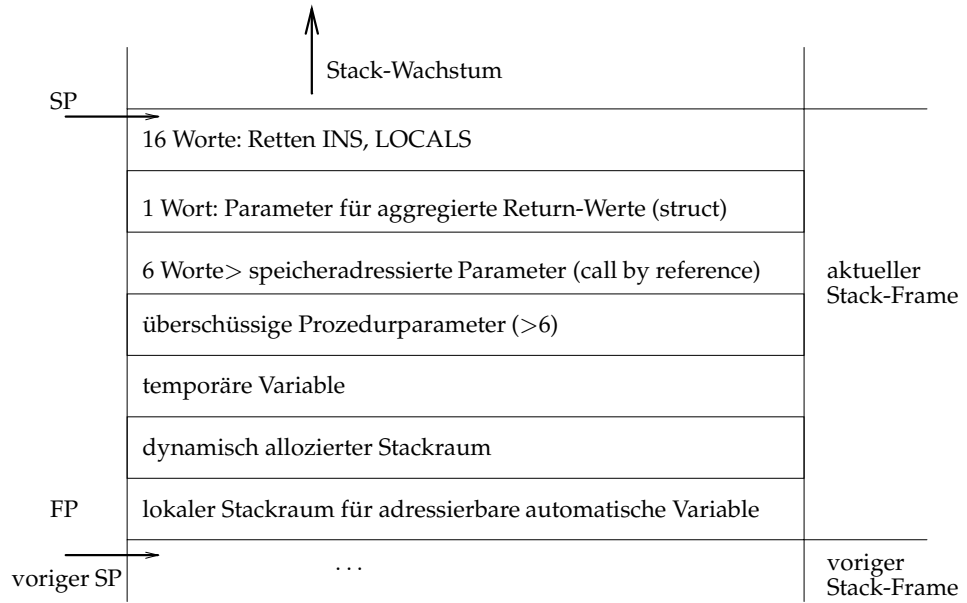 Stack-Wachstum
SP
16 Worte: Retten INS, LOCALS
1 Wort: Parameter für aggregierte Return-Werte (struct)
6 Worte> speicheradressierte Parameter (call by reference)
aktueller
Stack-Frame
überschüssige Prozedurparameter (>6)
temporäre Variable
dynamisch allozierter Stackraum
FP
lokaler Stackraum für adressierbare automatische Variable
voriger SP
...
voriger
Stack-Frame